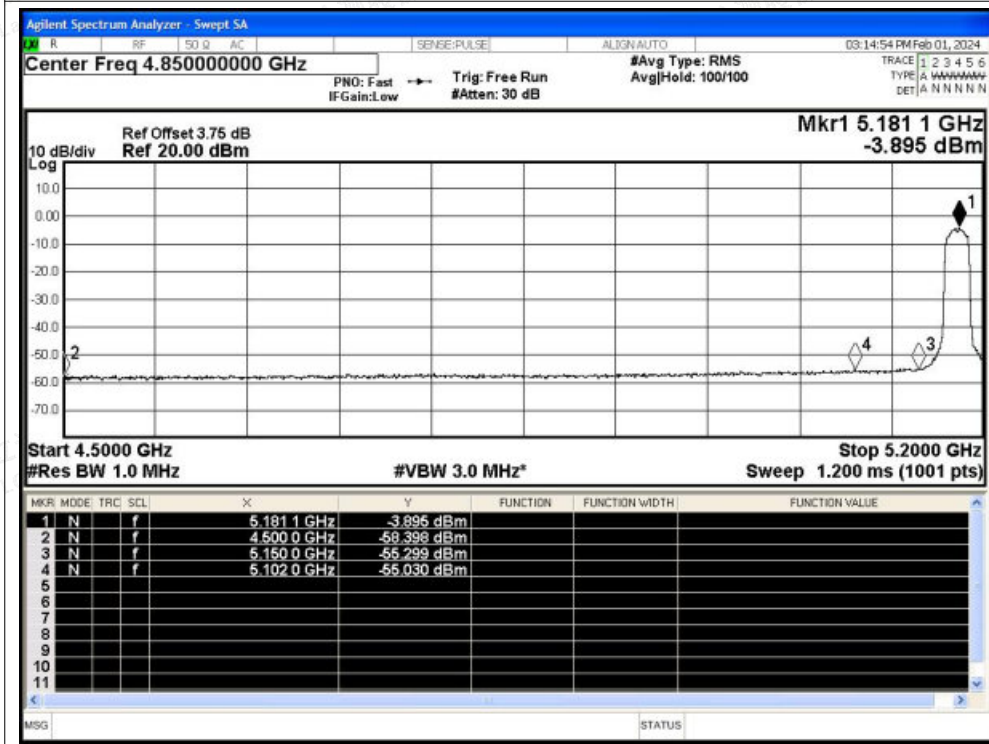 Agilent Spectrum Analyzer - Swept SA
R RF 50 Ω AC SENSE:PULSE ALIGN AUTO 03:14:54 PM Feb 01, 2024
Center Freq 4.850000000 GHz
PNO: Fast
IFGain:Low
Trig: Free Run
#Atten: 30 dB
#Avg Type: RMS
Avg|Hold: 100/100
TRACE 1 2 3 4 5 6
TYPE A WWWWW
DET A N N N N N
Mkr1 5.181 1 GHz
-3.895 dBm
Ref Offset 3.75 dB
10 dB/div Ref 20.00 dBm
Log
10.0
0.00
-10.0
-20.0
-30.0
-40.0
-50.0
-60.0
-70.0
1
2
4
3
Start 4.5000 GHz Stop 5.2000 GHz
#Res BW 1.0 MHz #VBW 3.0 MHz* Sweep 1.200 ms (1001 pts)
MKR MODE TRC SCL X Y FUNCTION FUNCTION WIDTH FUNCTION VALUE
1 N f 5.181 1 GHz -3.895 dBm
2 N f 4.500 0 GHz -58.398 dBm
3 N f 5.150 0 GHz -55.299 dBm
4 N f 5.102 0 GHz -55.030 dBm
5
6
7
8
9
10
11
MSG STATUS